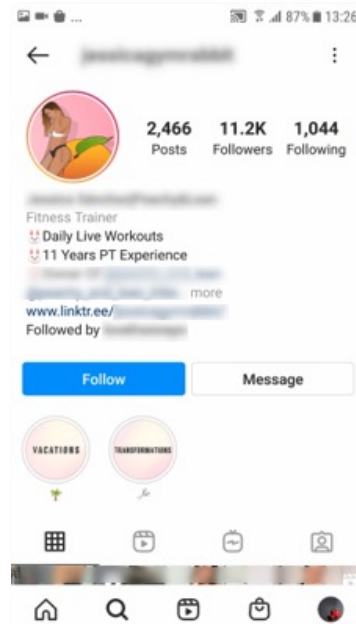 ... 87% 13:26
2,466 11.2K 1,044
Posts Followers Following
Fitness Trainer
Daily Live Workouts
11 Years PT Experience
more
www.linktr.ee/
Followed by
Follow Message
VACATIONS TRANSFORMATIONS